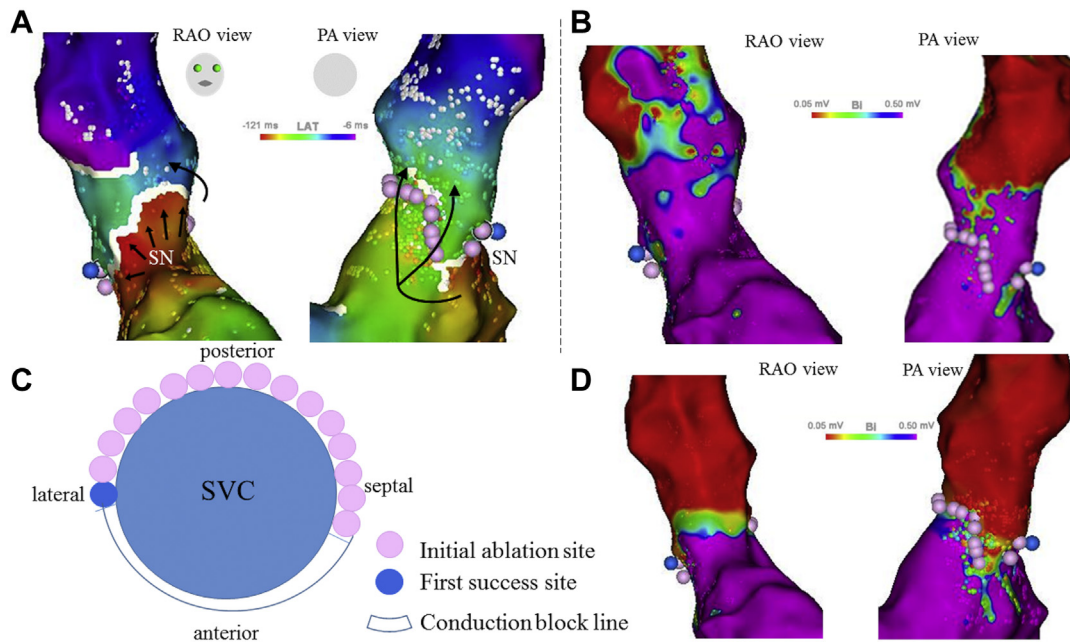 A
RAO view
PA view
-121 ms
LAT
-6 ms
SN
SN
B
RAO view
PA view
0.05 mV
Bi
0.50 mV
C
posterior
lateral
SVC
septal
anterior
Initial ablation site
First success site
Conduction block line
D
RAO view
PA view
0.05 mV
Bi
0.50 mV